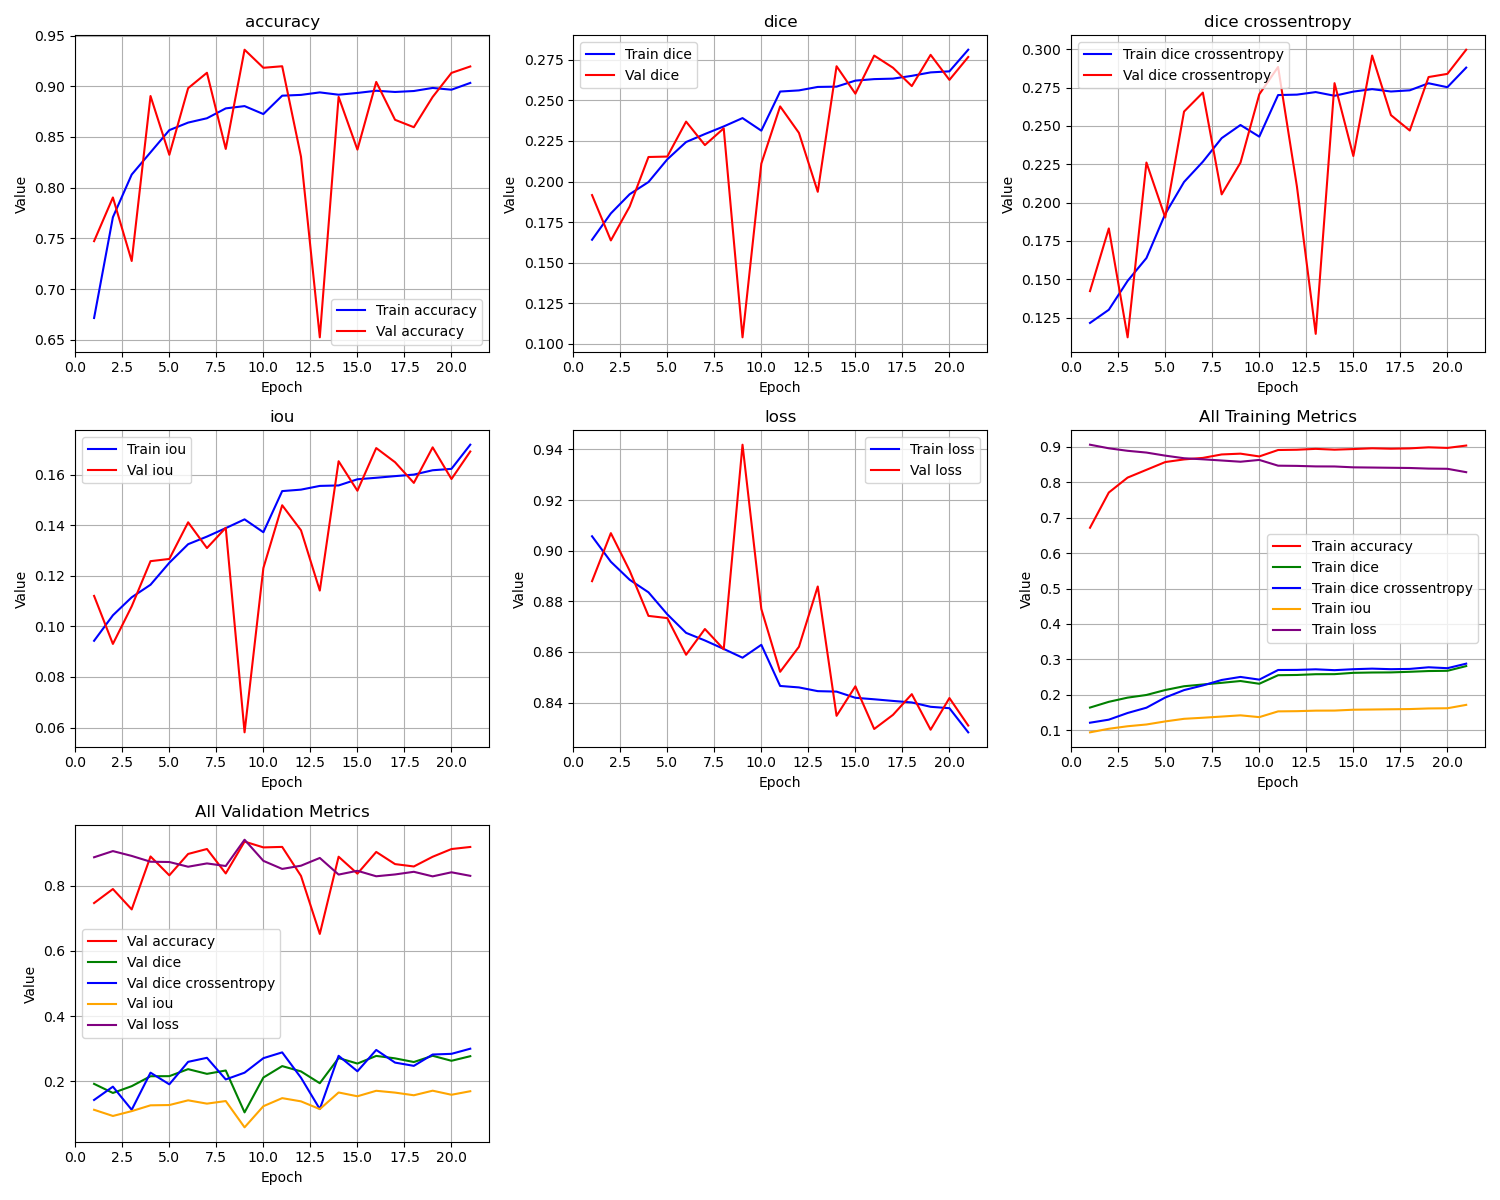 accuracy
0.95
0.90
0.85
0.80
0.75
0.70
0.65
Value
Train accuracy
Val accuracy
0.0 2.5 5.0 7.5 10.0 12.5 15.0 17.5 20.0
Epoch
dice
0.275
0.250
0.225
0.200
0.175
0.150
0.125
0.100
Value
Train dice
Val dice
0.0 2.5 5.0 7.5 10.0 12.5 15.0 17.5 20.0
Epoch
dice crossentropy
0.300
0.275
0.250
0.225
0.200
0.175
0.150
0.125
Value
Train dice crossentropy
Val dice crossentropy
0.0 2.5 5.0 7.5 10.0 12.5 15.0 17.5 20.0
Epoch
iou
0.16
0.14
0.12
0.10
0.08
0.06
Value
Train iou
Val iou
0.0 2.5 5.0 7.5 10.0 12.5 15.0 17.5 20.0
Epoch
loss
0.94
0.92
0.90
0.88
0.86
0.84
Value
Train loss
Val loss
0.0 2.5 5.0 7.5 10.0 12.5 15.0 17.5 20.0
Epoch
All Training Metrics
0.9
0.8
0.7
0.6
0.5
0.4
0.3
0.2
0.1
Value
Train accuracy
Train dice
Train dice crossentropy
Train iou
Train loss
0.0 2.5 5.0 7.5 10.0 12.5 15.0 17.5 20.0
Epoch
All Validation Metrics
0.8
0.6
0.4
0.2
Value
Val accuracy
Val dice
Val dice crossentropy
Val iou
Val loss
0.0 2.5 5.0 7.5 10.0 12.5 15.0 17.5 20.0
Epoch